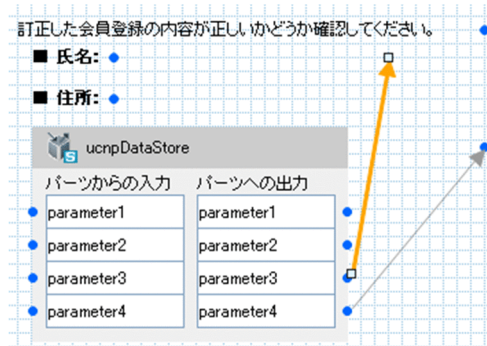 訂正した会員登録の内容が正しいかどうか確認してください。
■ 氏名:
■ 住所:
ucnpDataStore
パーツからの入力 パーツへの出力
parameter1 parameter1
parameter2 parameter2
parameter3 parameter3
parameter4 parameter4